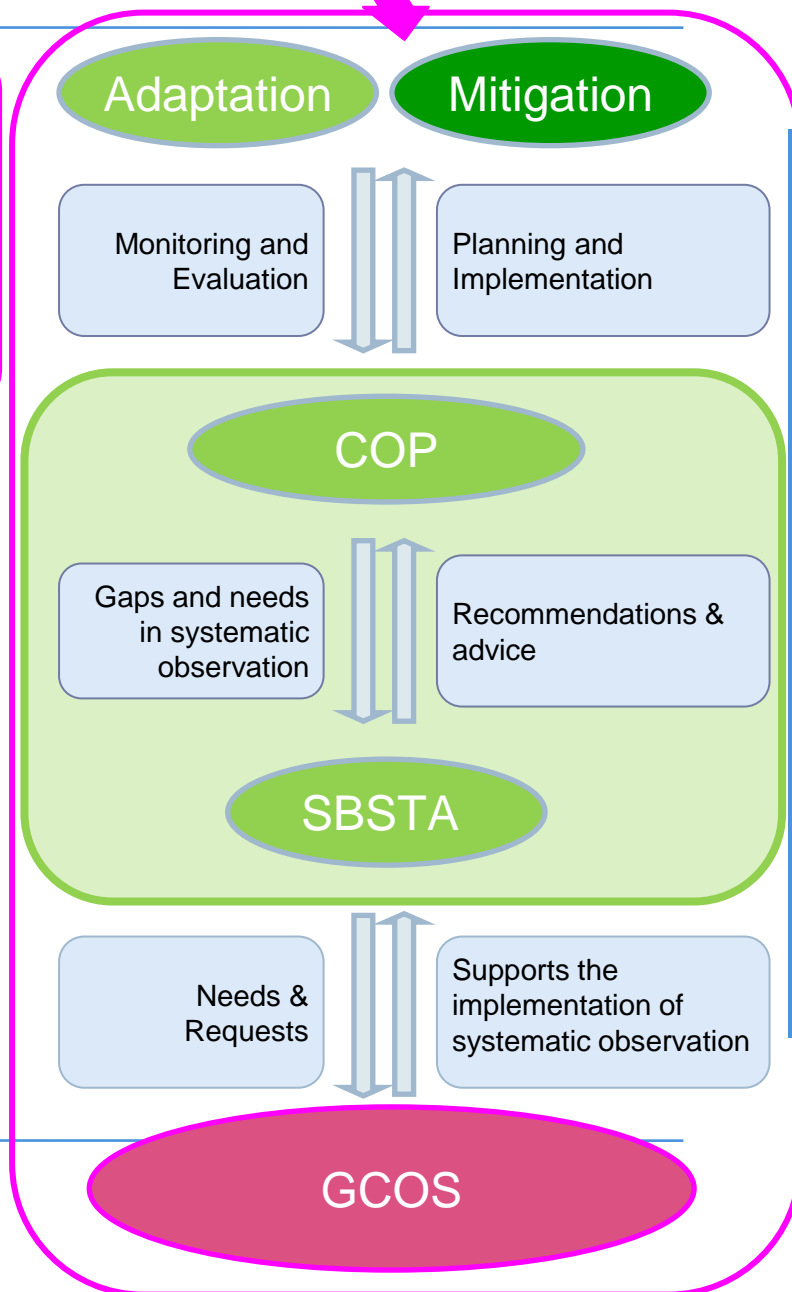 Adaptation
Mitigation
Monitoring and
Evaluation
Planning and
Implementation
COP
Gaps and needs
in systematic
observation
Recommendations &
advice
SBSTA
Needs &
Requests
Supports the
implementation of
systematic observation
GCOS